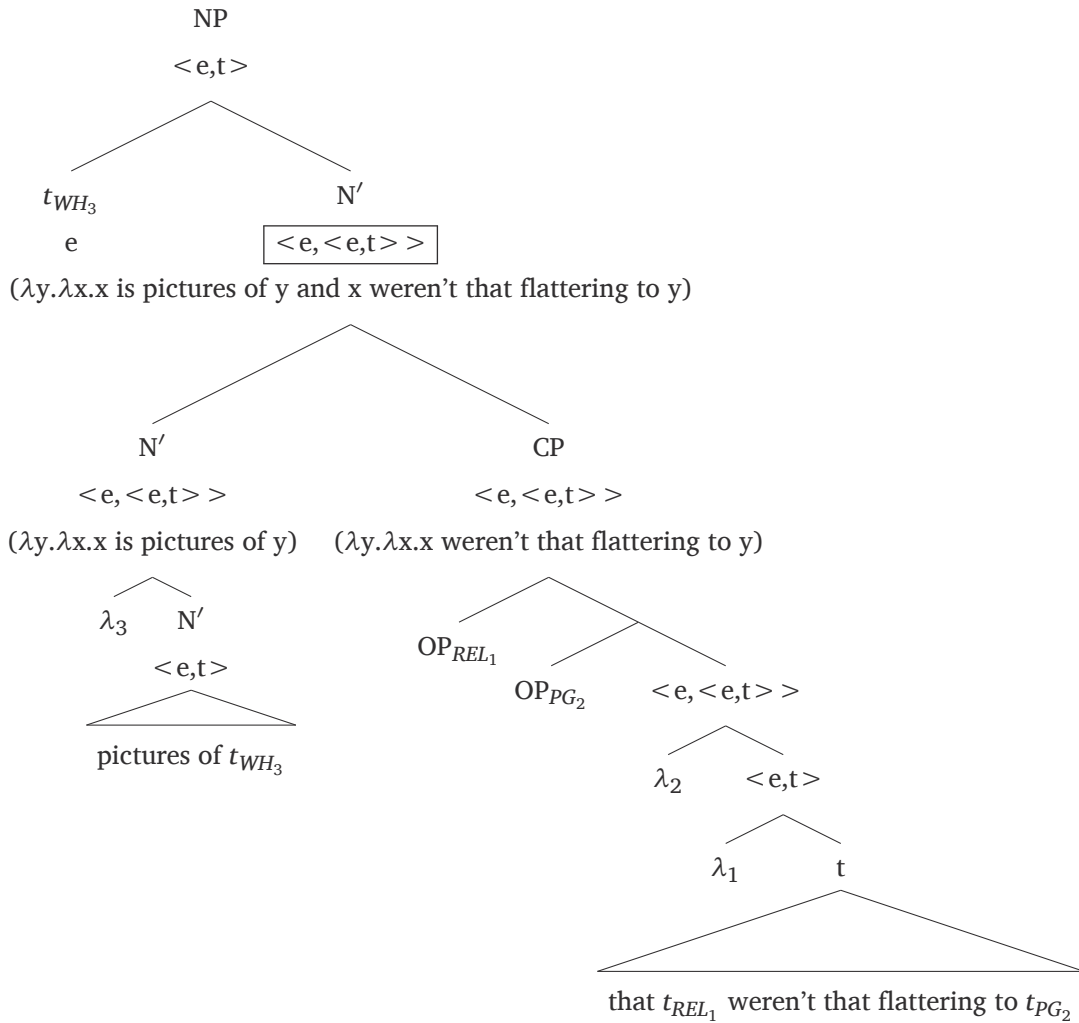 NP
<e,t>
t_{WH_3} N′
e <e,<e,t>>
(λy.λx.x is pictures of y and x weren't that flattering to y)
N′ CP
<e,<e,t>> <e,<e,t>>
(λy.λx.x is pictures of y) (λy.λx.x weren't that flattering to y)
λ_3 N′
OP_{REL_1}
<e,t>
OP_{PG_2} <e,<e,t>>
pictures of t_{WH_3}
λ_2 <e,t>
λ_1 t
that t_{REL_1} weren't that flattering to t_{PG_2}